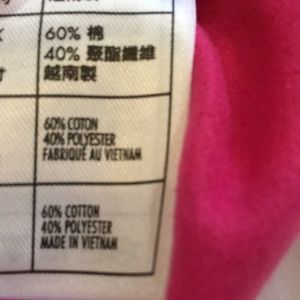 60% 棉
40% 聚酯纖維
越南製
60% COTON
40% POLYESTER
FABRIQUÉ AU VIETNAM
60% COTTON
40% POLYESTER
MADE IN VIETNAM